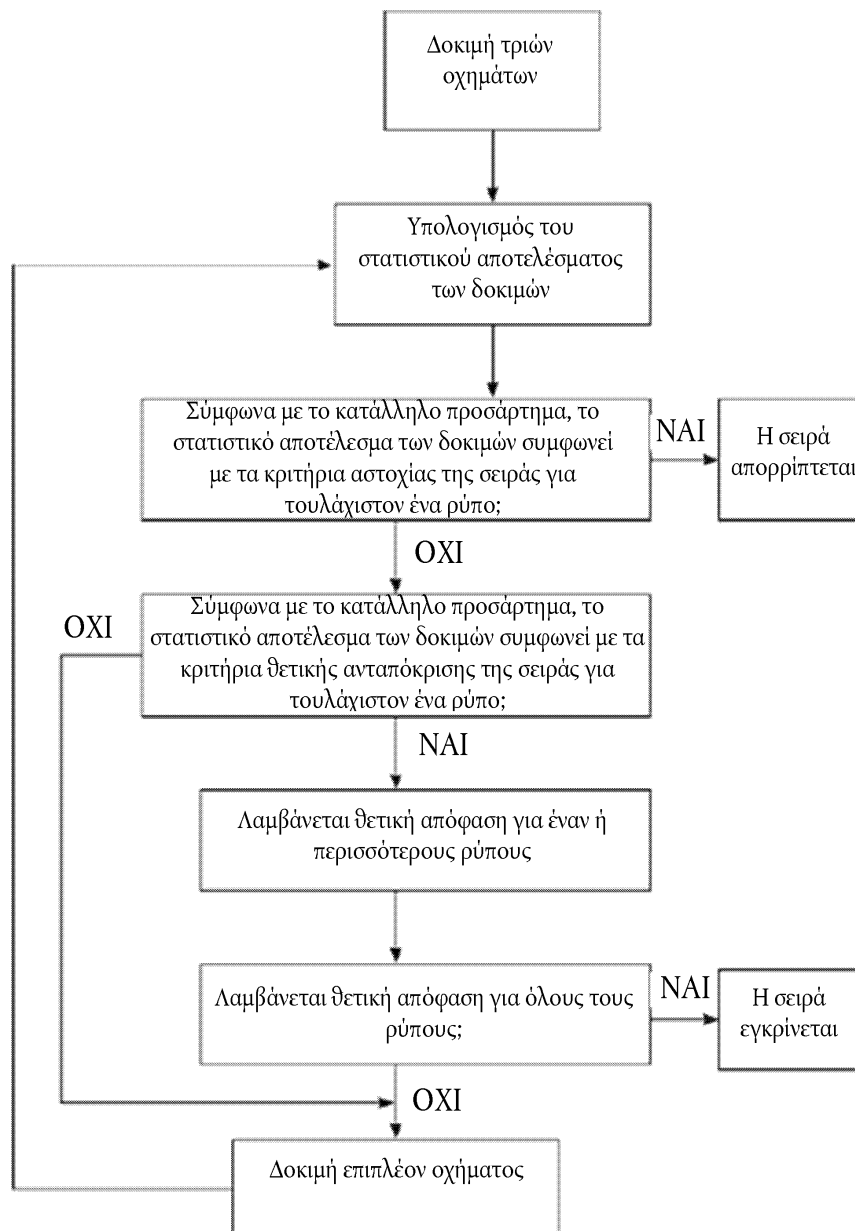 Δοκιμή τριών
οχημάτων
Υπολογισμός του
στατιστικού αποτελέσματος
των δοκιμών
Σύμφωνα με το κατάλληλο προσάρτημα, το
στατιστικό αποτέλεσμα των δοκιμών συμφωνεί
με τα κριτήρια αστοχίας της σειράς για
τουλάχιστον ένα ρύπο;
ΝΑΙ
Η σειρά
απορρίπτεται
ΟΧΙ
Σύμφωνα με το κατάλληλο προσάρτημα, το
στατιστικό αποτέλεσμα των δοκιμών συμφωνεί με τα
κριτήρια θετικής ανταπόκρισης της σειράς για
τουλάχιστον ένα ρύπο;
ΟΧΙ
ΝΑΙ
Λαμβάνεται θετική απόφαση για έναν ή
περισσότερους ρύπους
Λαμβάνεται θετική απόφαση για όλους τους
ρύπους;
ΝΑΙ
Η σειρά
εγκρίνεται
ΟΧΙ
Δοκιμή επιπλέον οχήματος